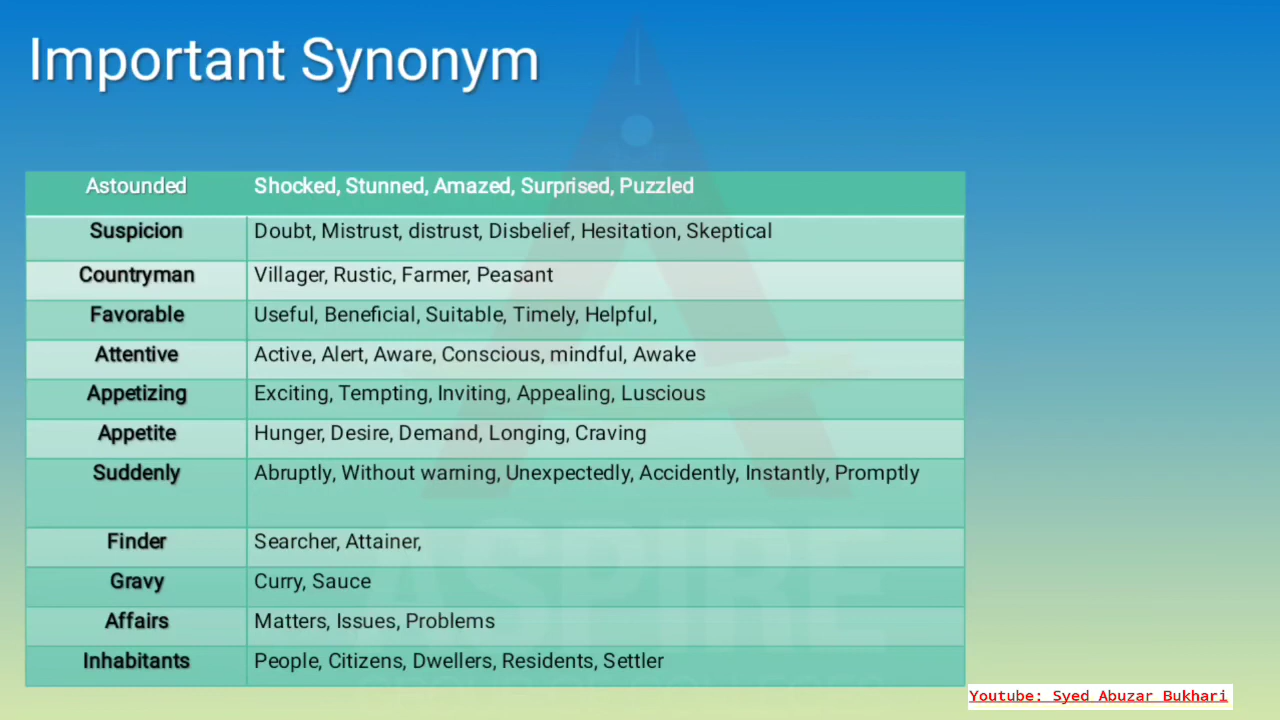 Important Synonym
Astounded Shocked, Stunned, Amazed, Surprised, Puzzled
Suspicion Doubt, Mistrust, distrust, Disbelief, Hesitation, Skeptical
Countryman Villager, Rustic, Farmer, Peasant
Favorable Useful, Beneficial, Suitable, Timely, Helpful,
Attentive Active, Alert, Aware, Conscious, mindful, Awake
Appetizing Exciting, Tempting, Inviting, Appealing, Luscious
Appetite Hunger, Desire, Demand, Longing, Craving
Suddenly Abruptly, Without warning, Unexpectedly, Accidently, Instantly, Promptly
Finder Searcher, Attainer,
Gravy Curry, Sauce
Affairs Matters, Issues, Problems
Inhabitants People, Citizens, Dwellers, Residents, Settler
ASPIRE
Youtube: Syed Abuzar Bukhari